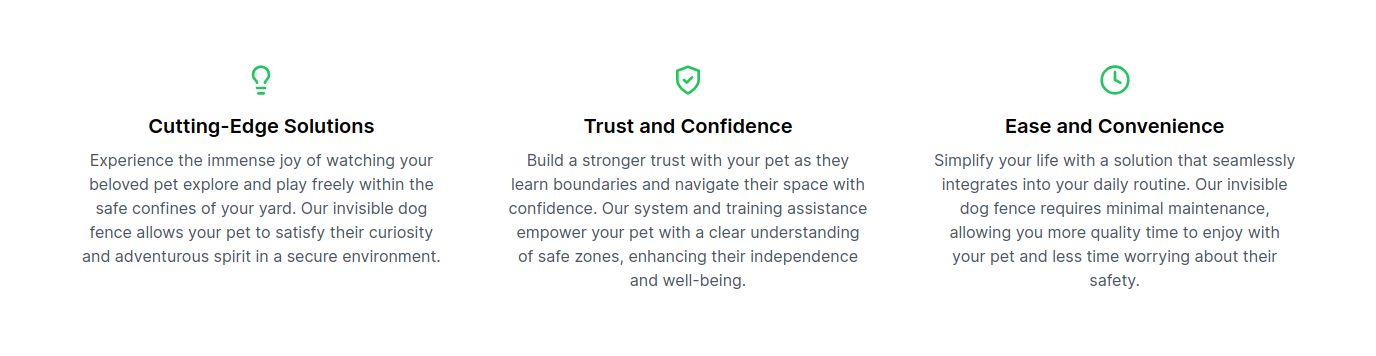 Cutting-Edge Solutions
Experience the immense joy of watching your
beloved pet explore and play freely within the
safe confines of your yard. Our invisible dog
fence allows your pet to satisfy their curiosity
and adventurous spirit in a secure environment.
Trust and Confidence
Build a stronger trust with your pet as they
learn boundaries and navigate their space with
confidence. Our system and training assistance
empower your pet with a clear understanding
of safe zones, enhancing their independence
and well-being.
Ease and Convenience
Simplify your life with a solution that seamlessly
integrates into your daily routine. Our invisible
dog fence requires minimal maintenance,
allowing you more quality time to enjoy with
your pet and less time worrying about their
safety.